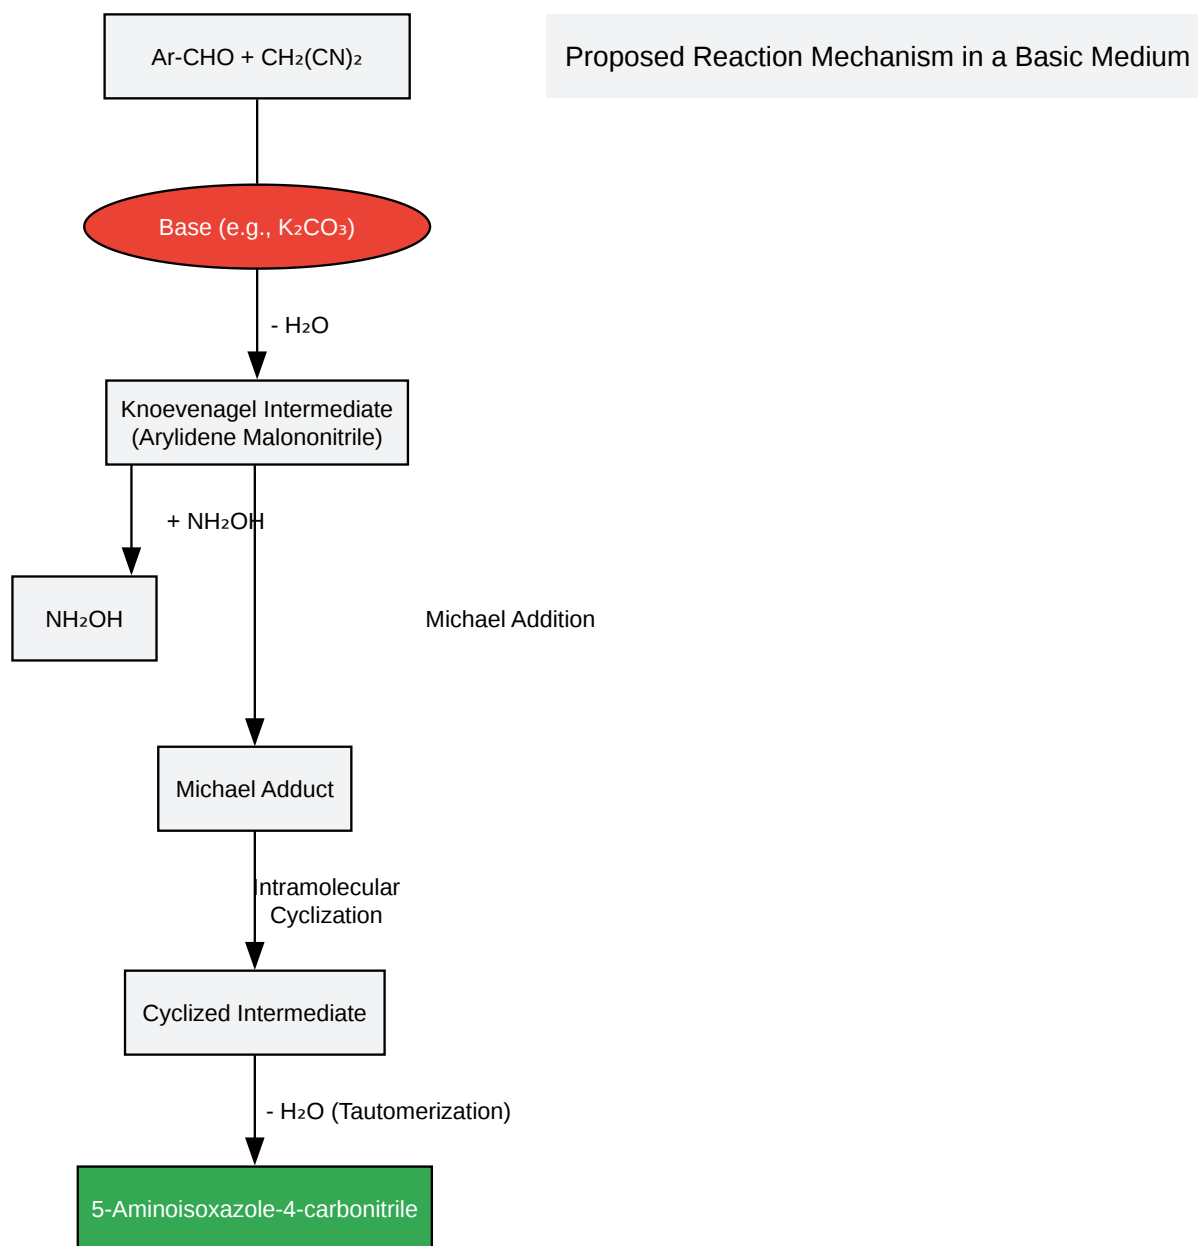 Ar-CHO + CH₂(CN)₂
Proposed Reaction Mechanism in a Basic Medium
Base (e.g., K₂CO₃)
- H₂O
Knoevenagel Intermediate
(Arylidene Malononitrile)
+ NH₂OH
NH₂OH
Michael Addition
Michael Adduct
Intramolecular
Cyclization
Cyclized Intermediate
- H₂O (Tautomerization)
5-Aminoisoxazole-4-carbonitrile